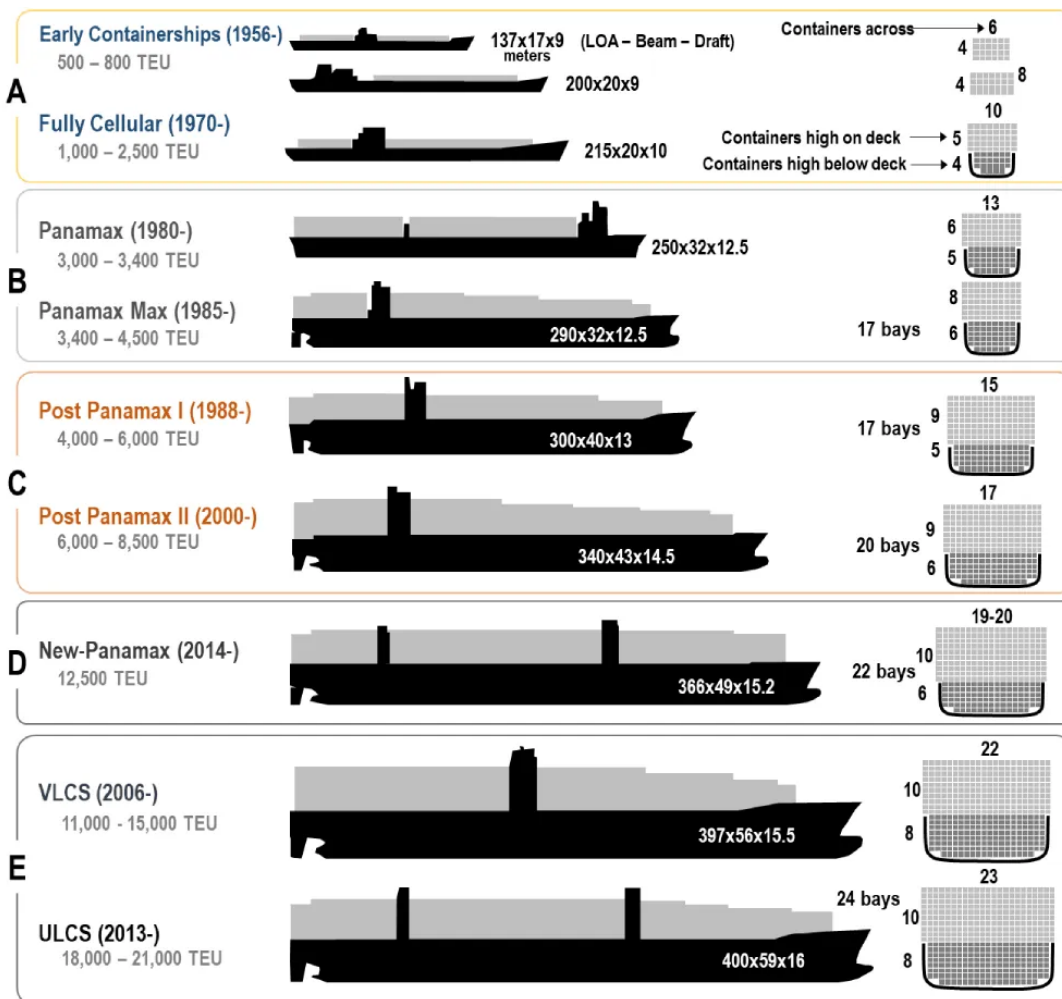 Early Containerships (1956-)
500 – 800 TEU
137x17x9
meters
(LOA – Beam – Draft)
Containers across
6
4
200x20x9
4
8
A
Fully Cellular (1970-)
1,000 – 2,500 TEU
215x20x10
10
Containers high on deck
5
Containers high below deck
4
B
Panamax (1980-)
3,000 – 3,400 TEU
250x32x12.5
13
6
5
Panamax Max (1985-)
3,400 – 4,500 TEU
290x32x12.5
17 bays
8
6
C
Post Panamax I (1988-)
4,000 – 6,000 TEU
300x40x13
17 bays
15
9
5
Post Panamax II (2000-)
6,000 – 8,500 TEU
340x43x14.5
20 bays
17
9
6
D
New-Panamax (2014-)
12,500 TEU
366x49x15.2
22 bays
19-20
10
6
E
VLCS (2006-)
11,000 - 15,000 TEU
397x56x15.5
22
10
8
ULCS (2013-)
18,000 – 21,000 TEU
400x59x16
24 bays
23
10
8